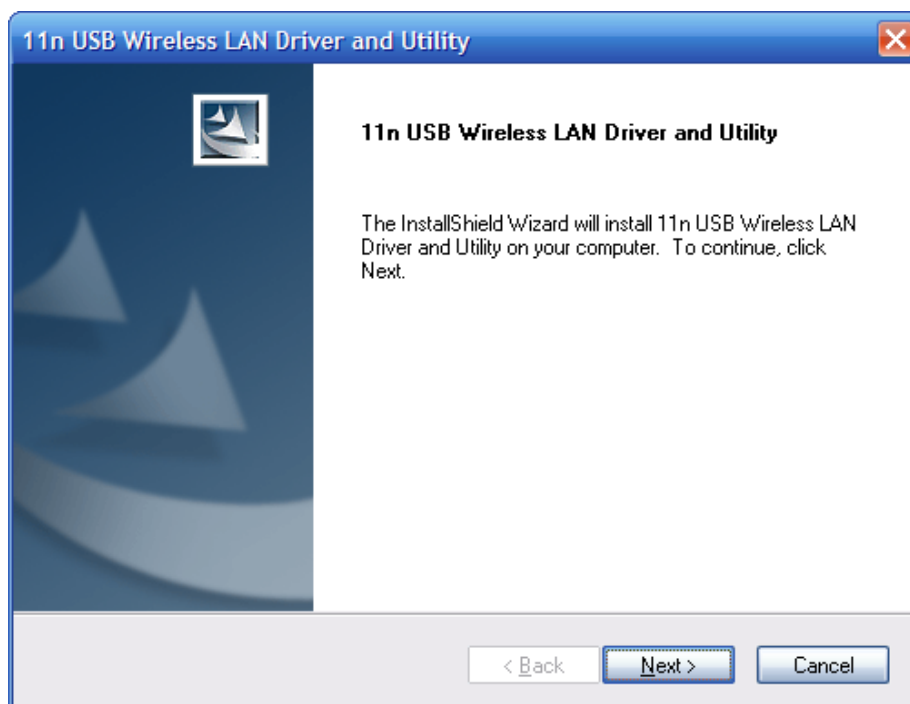 11n USB Wireless LAN Driver and Utility
11n USB Wireless LAN Driver and Utility
The InstallShield Wizard will install 11n USB Wireless LAN
Driver and Utility on your computer. To continue, click
Next.
< Back
Next >
Cancel